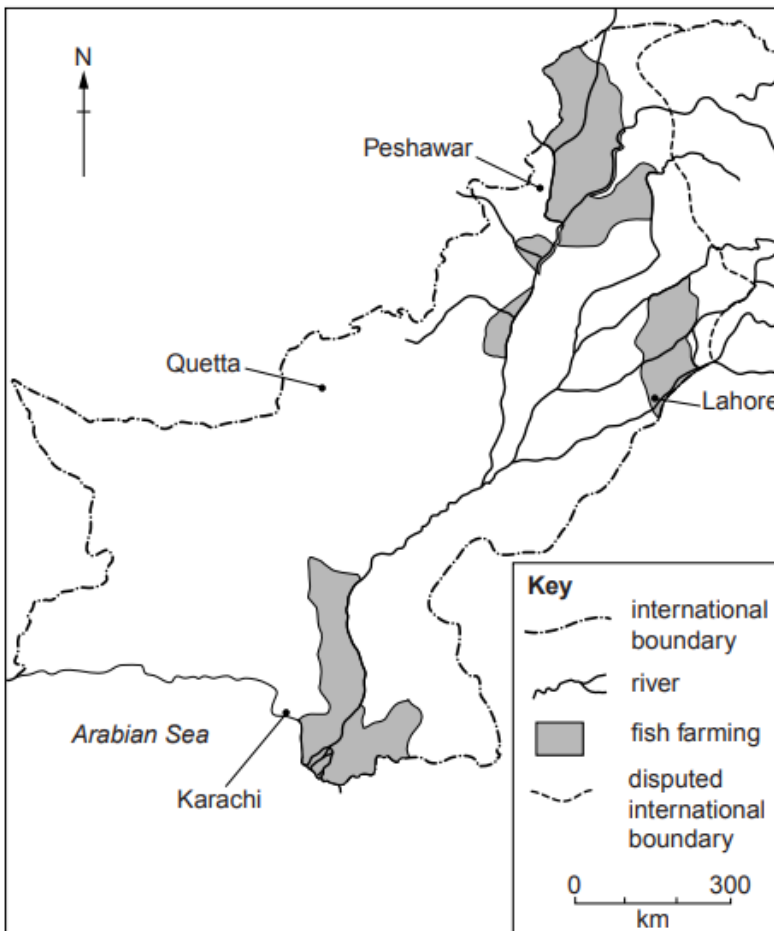 N
Peshawar
Quetta
Lahore
Arabian Sea
Karachi
Key
international
boundary
river
fish farming
disputed
international
boundary
0 300
km